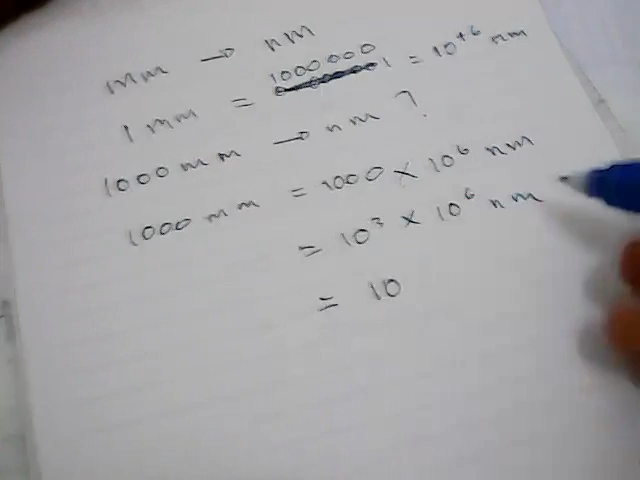 mm → nm
1 mm = 1000000 = 10⁺⁶ nm
1000 mm → nm ?
1000 mm = 1000 × 10⁶ nm
= 10³ × 10⁶ nm
= 10